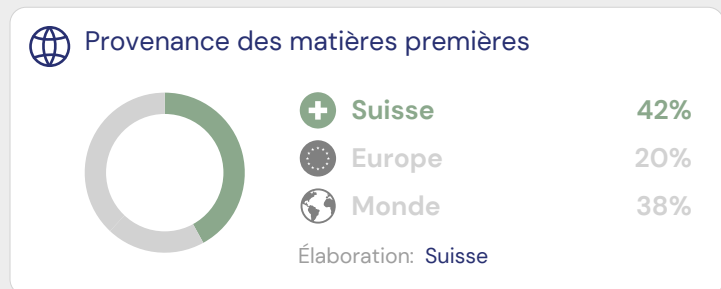 Provenance des matières premières
Suisse 42%
Europe 20%
Monde 38%
Élaboration: Suisse